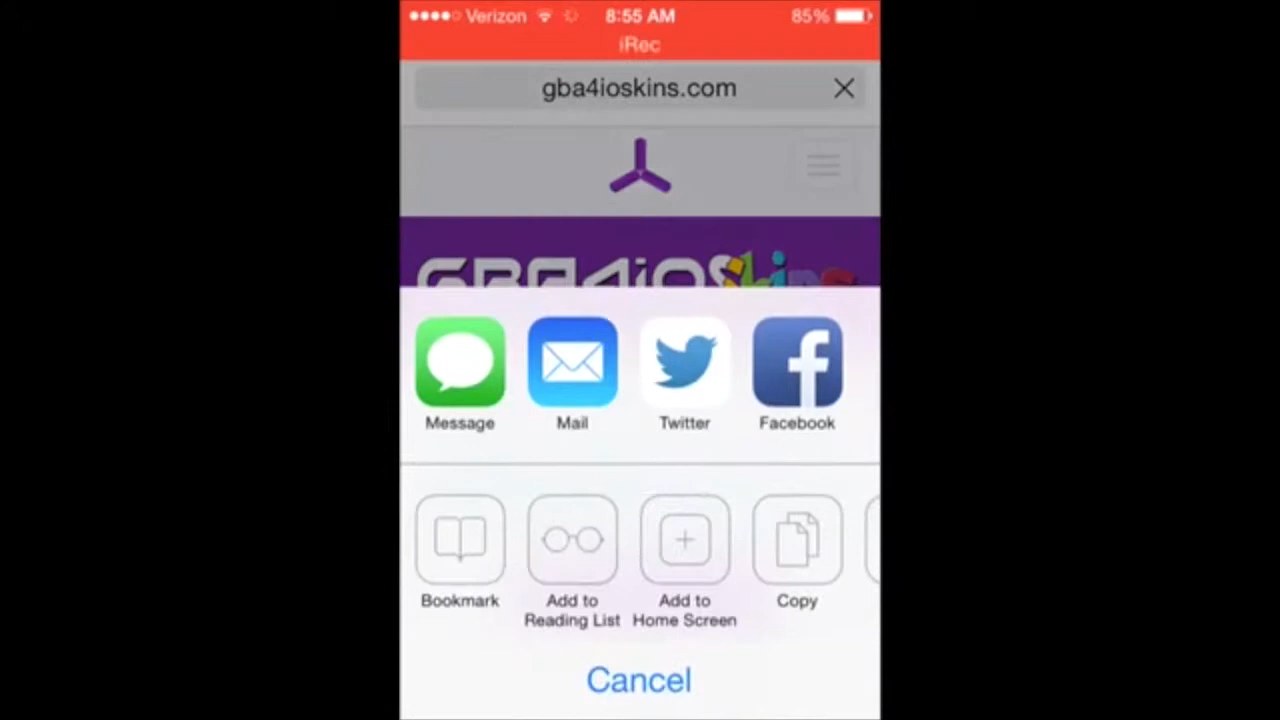 Verizon 8:55 AM 85%
iRec
gba4ioskins.com
GBA4iOSkins
Message Mail Twitter Facebook
Bookmark Add to Add to Copy
Reading List Home Screen
Cancel